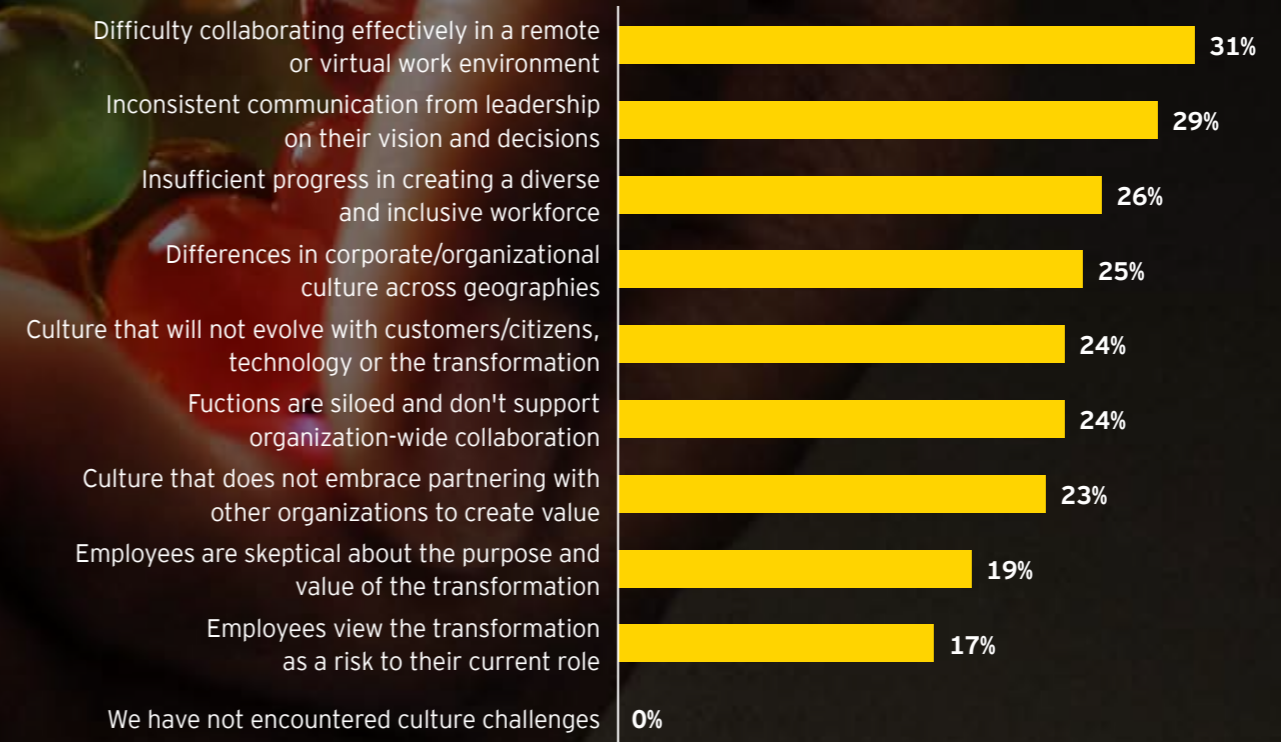 Difficulty collaborating effectively in a remote
or virtual work environment
31%
Inconsistent communication from leadership
on their vision and decisions
29%
Insufficient progress in creating a diverse
and inclusive workforce
26%
Differences in corporate/organizational
culture across geographies
25%
Culture that will not evolve with customers/citizens,
technology or the transformation
24%
Fuctions are siloed and don't support
organization-wide collaboration
24%
Culture that does not embrace partnering with
other organizations to create value
23%
Employees are skeptical about the purpose and
value of the transformation
19%
Employees view the transformation
as a risk to their current role
17%
We have not encountered culture challenges
0%